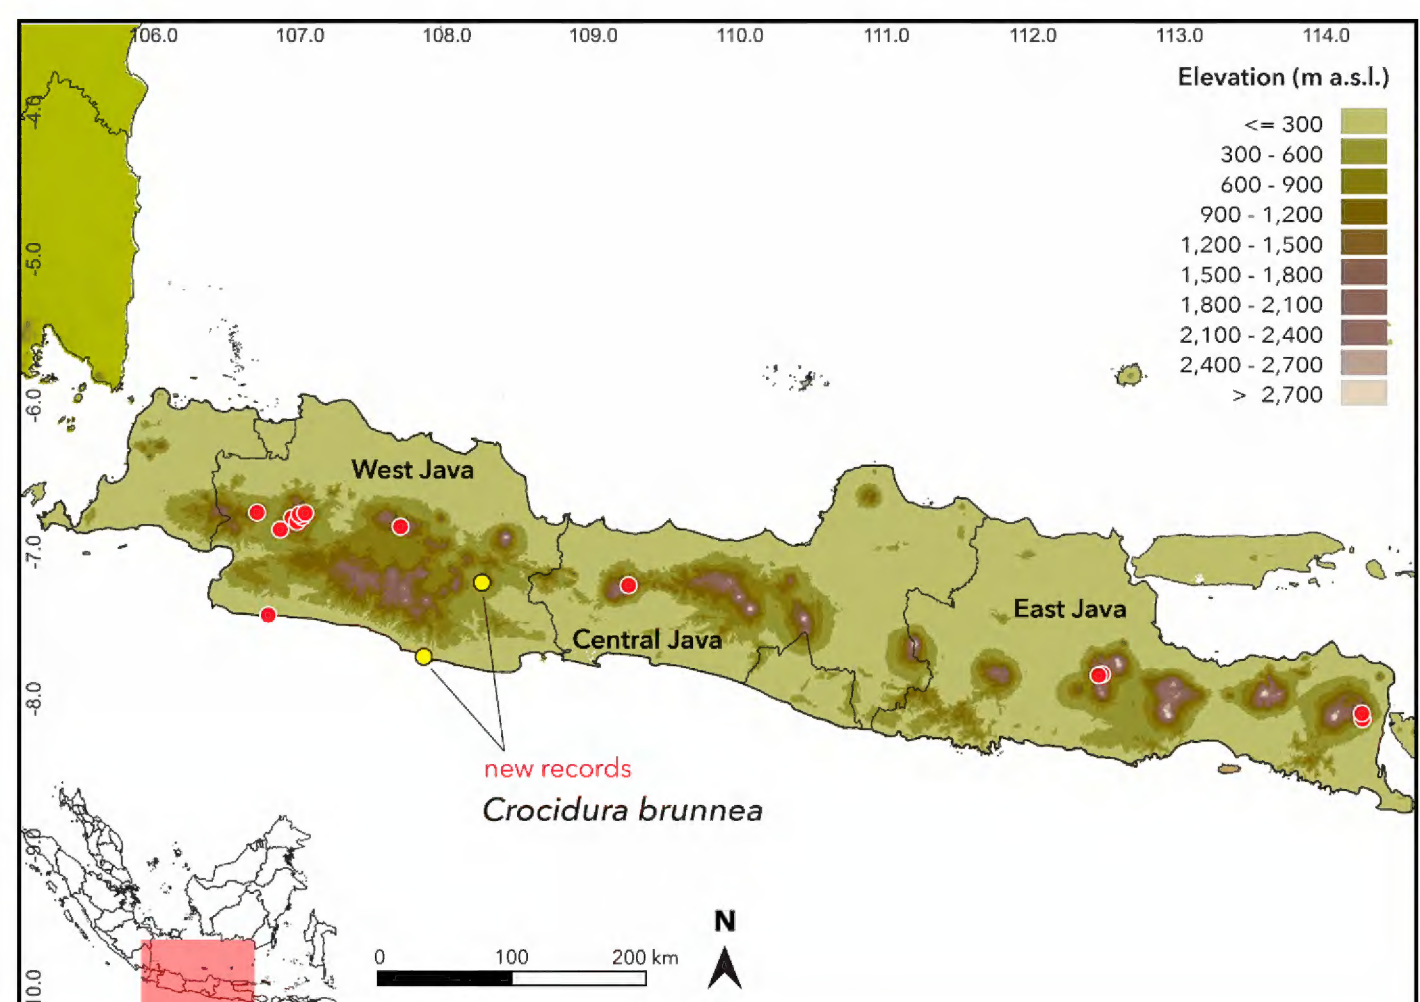 106.0 107.0 108.0 109.0 110.0 111.0 112.0 113.0 114.0
Elevation (m a.s.l.)
<= 300
300 - 600
600 - 900
900 - 1,200
1,200 - 1,500
1,500 - 1,800
1,800 - 2,100
2,100 - 2,400
2,400 - 2,700
> 2,700
-4.0
-5.0
-6.0
-7.0
-8.0
-9.0
10.0
West Java
Central Java
East Java
new records
Crocidura brunnea
N
0 100 200 km